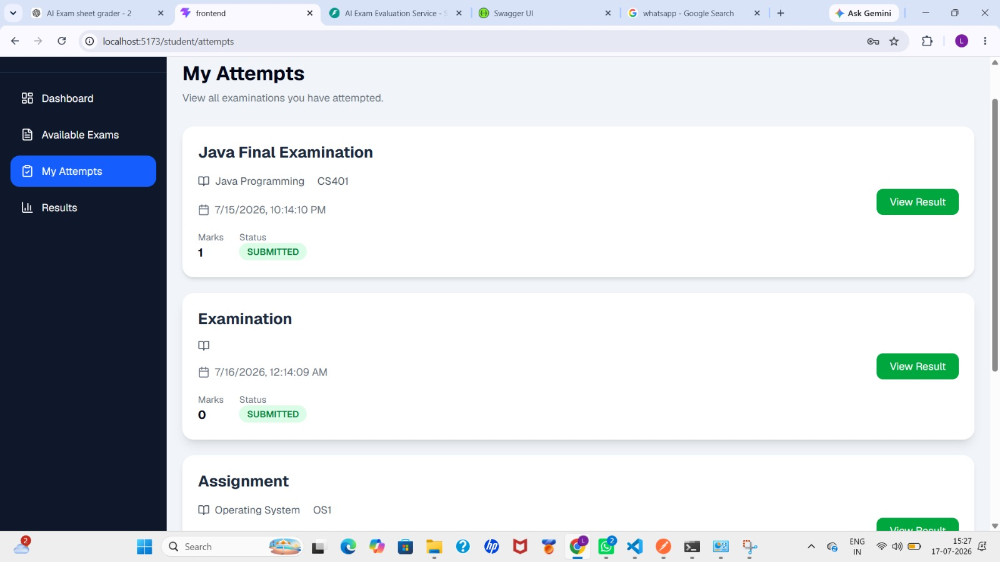 AI Exam sheet grader - 2
frontend
AI Exam Evaluation Service - S
Swagger UI
whatsapp - Google Search
Ask Gemini
localhost:5173/student/attempts
L
Dashboard
Available Exams
My Attempts
Results
My Attempts
View all examinations you have attempted.
Java Final Examination
Java Programming CS401
7/15/2026, 10:14:10 PM
Marks Status
1 SUBMITTED
View Result
Examination
7/16/2026, 12:14:09 AM
Marks Status
0 SUBMITTED
View Result
Assignment
Operating System OS1
View Result
2
Search
hp
L
2
ENG
IN
15:27
17-07-2026